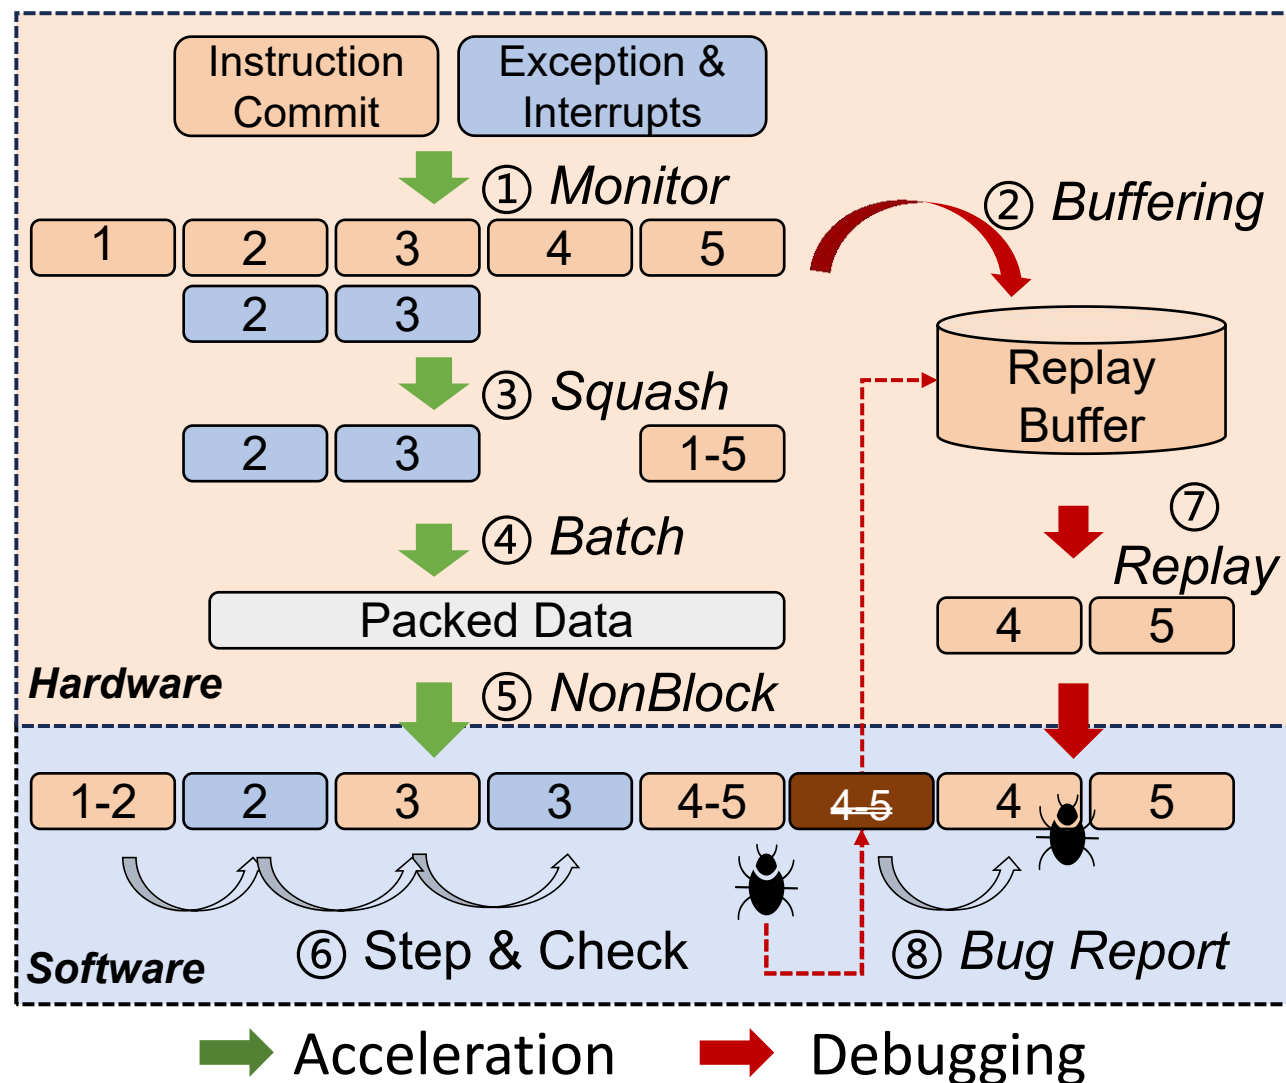 Instruction
Commit
Exception &
Interrupts
① Monitor
② Buffering
1 2 3 4 5
2 3
Replay
Buffer
③ Squash
2 3 1-5
④ Batch
⑦
Replay
Packed Data
4 5
Hardware
⑤ NonBlock
1-2 2 3 3 4-5 4-5 4 5
⑥ Step & Check
⑧ Bug Report
Software
Acceleration
Debugging